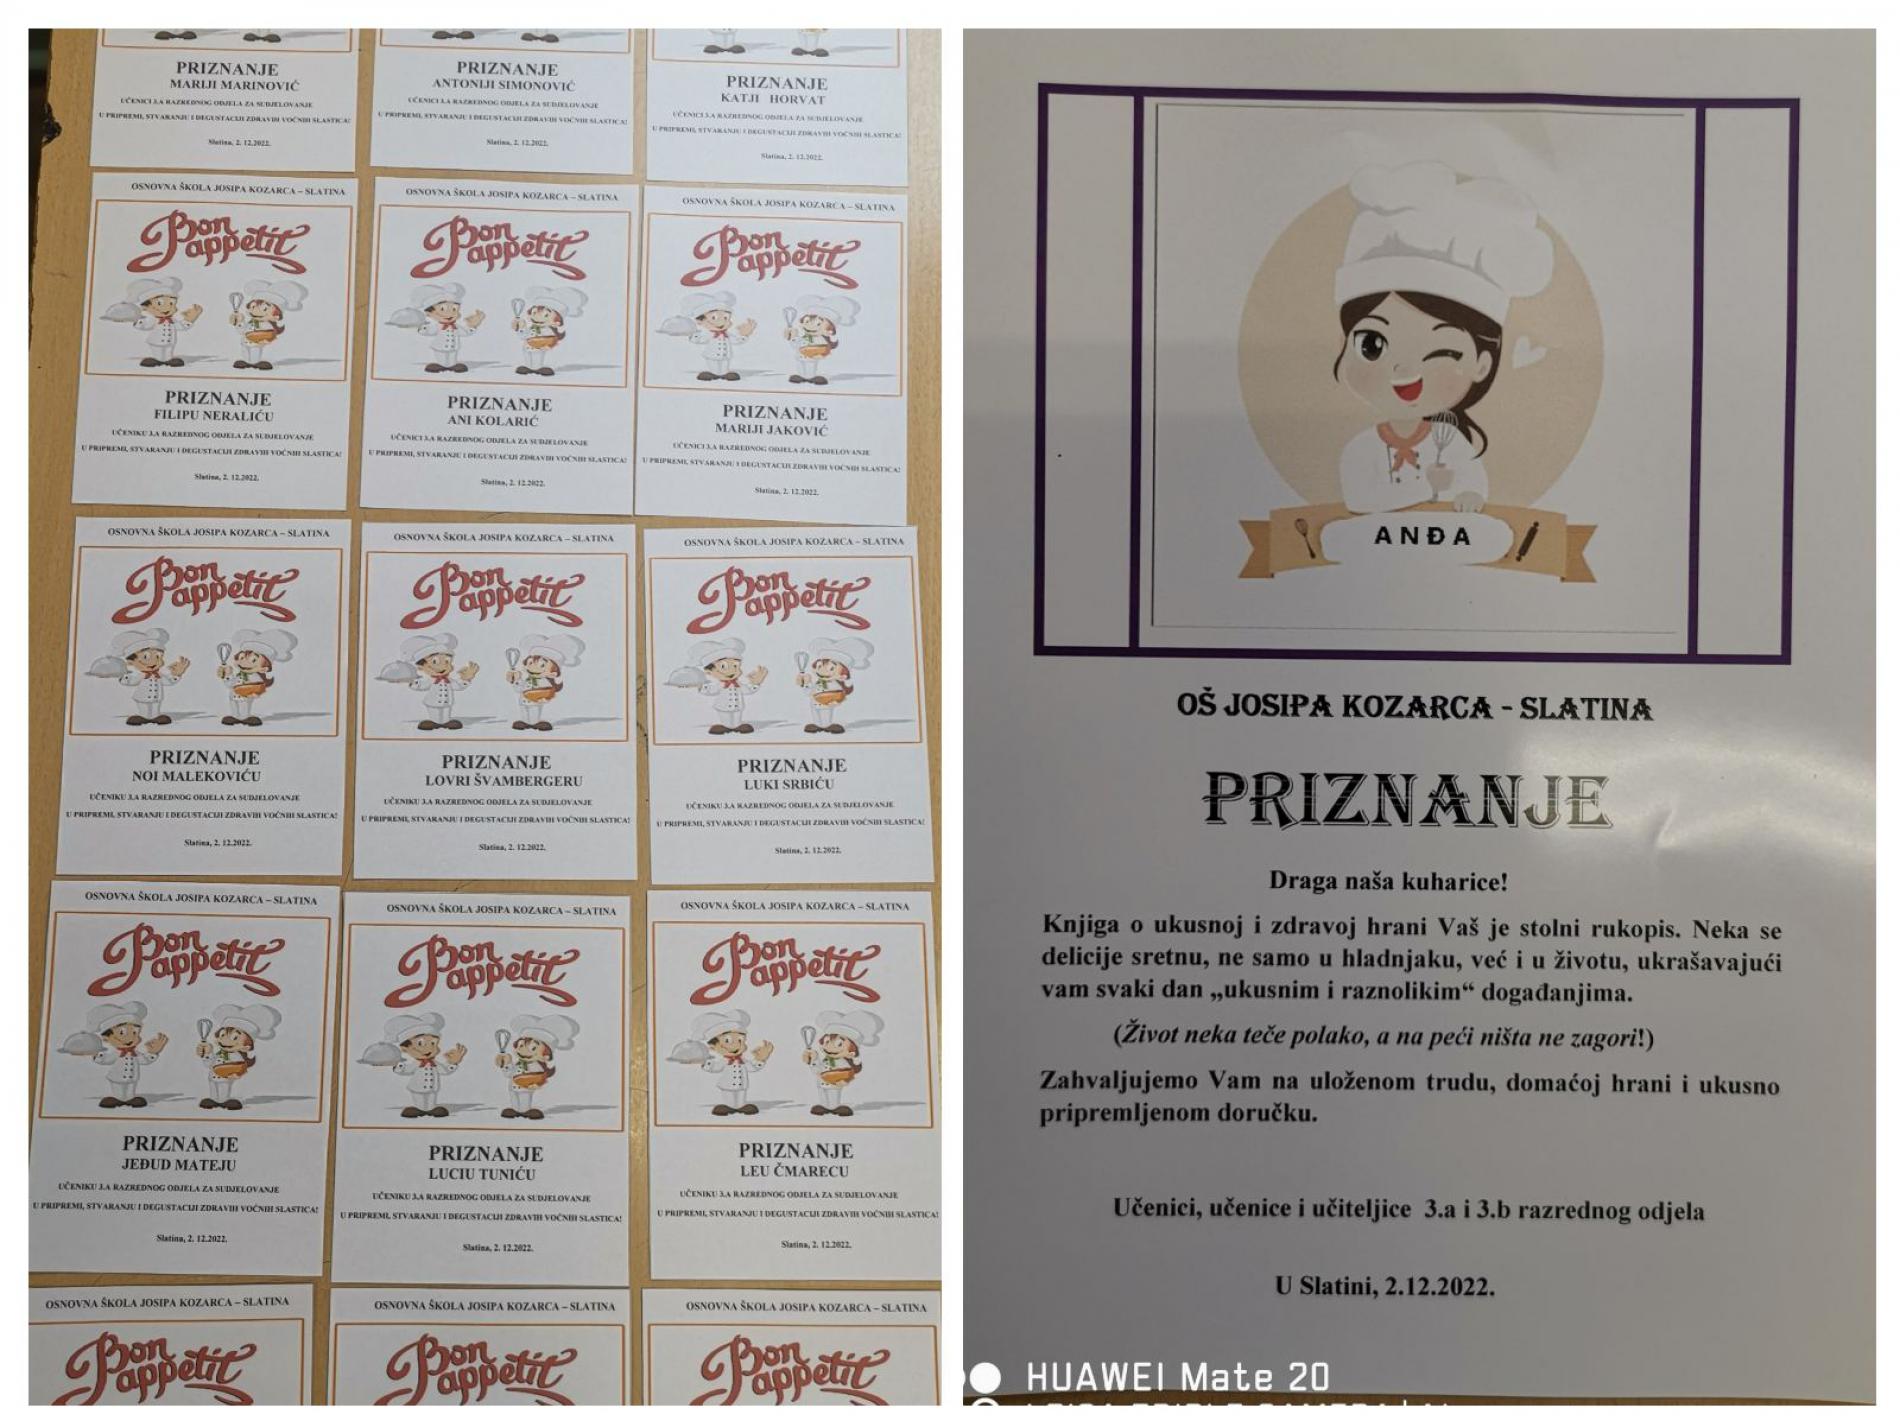 PRIZNANJE
MARIJI MARINOVIĆ
UČENICI 3.A RAZREDNOG ODJELA ZA SUDJELOVANJE
U PRIPREMI, STVARANJU I DEGUSTACIJI ZDRAVIH VOĆNIH SLASTICA!
Slatina, 2. 12.2022.
PRIZNANJE
ANTONIJI SIMONOVIĆ
UČENICI 3.A RAZREDNOG ODJELA ZA SUDJELOVANJE
U PRIPREMI, STVARANJU I DEGUSTACIJI ZDRAVIH VOĆNIH SLASTICA!
Slatina, 2. 12.2022.
PRIZNANJE
KATJI HORVAT
UČENICI 3.A RAZREDNOG ODJELA ZA SUDJELOVANJE
U PRIPREMI, STVARANJU I DEGUSTACIJI ZDRAVIH VOĆNIH SLASTICA!
Slatina, 2. 12.2022.
OSNOVNA ŠKOLA JOSIPA KOZARCA – SLATINA
Bon
appétit
PRIZNANJE
FILIPU NERALIĆU
UČENIKU 3.A RAZREDNOG ODJELA ZA SUDJELOVANJE
U PRIPREMI, STVARANJU I DEGUSTACIJI ZDRAVIH VOĆNIH SLASTICA!
Slatina, 2. 12.2022.
OSNOVNA ŠKOLA JOSIPA KOZARCA – SLATINA
Bon
appétit
PRIZNANJE
ANI KOLARIĆ
UČENICI 3.A RAZREDNOG ODJELA ZA SUDJELOVANJE
U PRIPREMI, STVARANJU I DEGUSTACIJI ZDRAVIH VOĆNIH SLASTICA!
Slatina, 2. 12.2022.
OSNOVNA ŠKOLA JOSIPA KOZARCA – SLATINA
Bon
appétit
PRIZNANJE
MARIJI JAKOVIĆ
UČENICI 3.A RAZREDNOG ODJELA ZA SUDJELOVANJE
U PRIPREMI, STVARANJU I DEGUSTACIJI ZDRAVIH VOĆNIH SLASTICA!
Slatina, 2. 12.2022.
OSNOVNA ŠKOLA JOSIPA KOZARCA – SLATINA
Bon
appétit
PRIZNANJE
NOI MALEKOVIĆU
UČENIKU 3.A RAZREDNOG ODJELA ZA SUDJELOVANJE
U PRIPREMI, STVARANJU I DEGUSTACIJI ZDRAVIH VOĆNIH SLASTICA!
Slatina, 2. 12.2022.
OSNOVNA ŠKOLA JOSIPA KOZARCA – SLATINA
Bon
appétit
PRIZNANJE
LOVRI ŠVAMBERGERU
UČENIKU 3.A RAZREDNOG ODJELA ZA SUDJELOVANJE
U PRIPREMI, STVARANJU I DEGUSTACIJI ZDRAVIH VOĆNIH SLASTICA!
Slatina, 2. 12.2022.
OSNOVNA ŠKOLA JOSIPA KOZARCA – SLATINA
Bon
appétit
PRIZNANJE
LUKI SRBIĆU
UČENIKU 3.A RAZREDNOG ODJELA ZA SUDJELOVANJE
U PRIPREMI, STVARANJU I DEGUSTACIJI ZDRAVIH VOĆNIH SLASTICA!
Slatina, 2. 12.2022.
OSNOVNA ŠKOLA JOSIPA KOZARCA – SLATINA
Bon
appétit
PRIZNANJE
JEĐUD MATEJU
UČENIKU 3.A RAZREDNOG ODJELA ZA SUDJELOVANJE
U PRIPREMI, STVARANJU I DEGUSTACIJI ZDRAVIH VOĆNIH SLASTICA!
Slatina, 2. 12.2022.
OSNOVNA ŠKOLA JOSIPA KOZARCA – SLATINA
Bon
appétit
PRIZNANJE
LUCIU TUNIĆU
UČENIKU 3.A RAZREDNOG ODJELA ZA SUDJELOVANJE
U PRIPREMI, STVARANJU I DEGUSTACIJI ZDRAVIH VOĆNIH SLASTICA!
Slatina, 2. 12.2022.
OSNOVNA ŠKOLA JOSIPA KOZARCA – SLATINA
Bon
appétit
PRIZNANJE
LEU ČMARECU
UČENIKU 3.A RAZREDNOG ODJELA ZA SUDJELOVANJE
U PRIPREMI, STVARANJU I DEGUSTACIJI ZDRAVIH VOĆNIH SLASTICA!
Slatina, 2. 12.2022.
OSNOVNA ŠKOLA JOSIPA KOZARCA – SLATINA
Bon
appétit
OSNOVNA ŠKOLA JOSIPA KOZARCA – SLATINA
Bon
appétit
OSNOVNA ŠKOLA JOSIPA KOZARCA – SLATINA
Bon
appétit
ANĐA
OŠ JOSIPA KOZARCA - SLATINA
PRIZNANJE
Draga naša kuharice!
Knjiga o ukusnoj i zdravoj hrani Vaš je stolni rukopis. Neka se
delicije sretnu, ne samo u hladnjaku, već i u životu, ukrašavajući
vam svaki dan „ukusnim i raznolikim“ događanjima.
(Život neka teče polako, a na peći ništa ne zagori!)
Zahvaljujemo Vam na uloženom trudu, domaćoj hrani i ukusno
pripremljenom doručku.
Učenici, učenice i učiteljice 3.a i 3.b razrednog odjela
U Slatini, 2.12.2022.
HUAWEI Mate 20